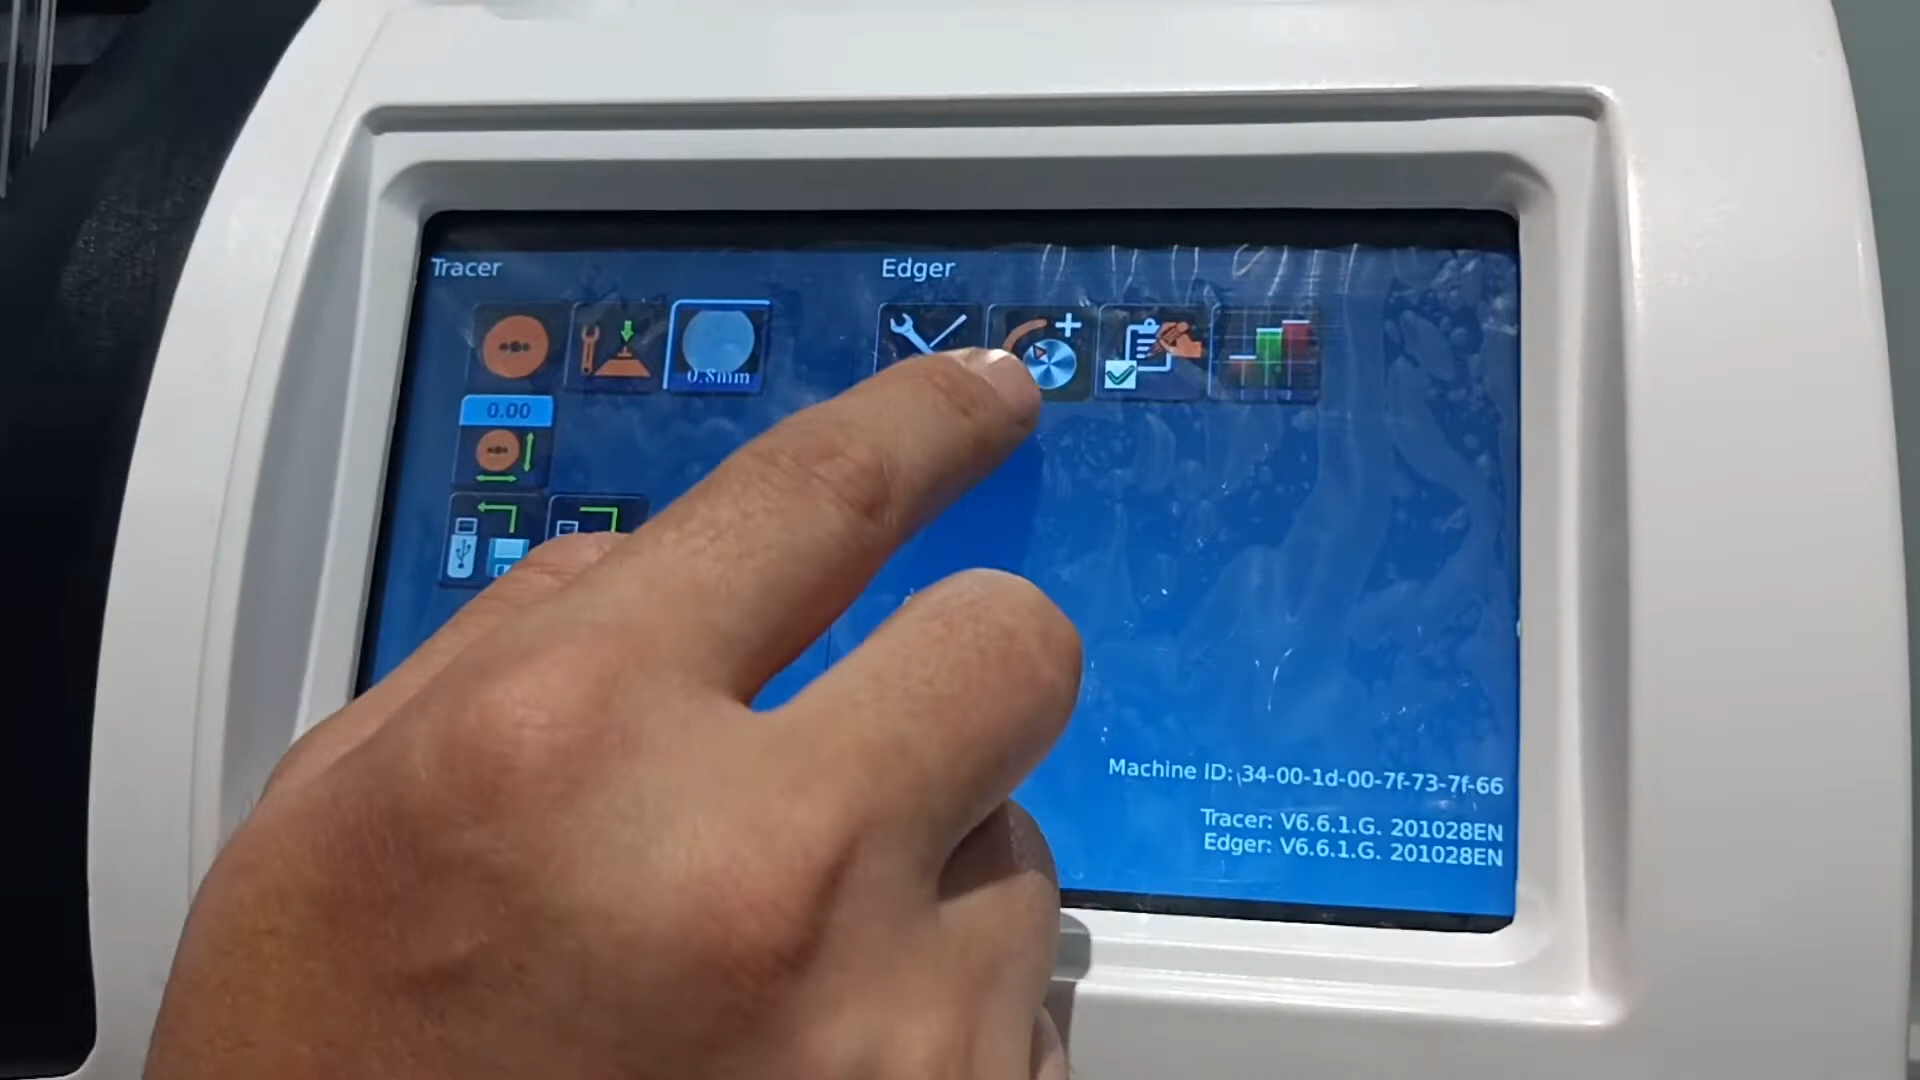 Tracer
Edger
0.8mm
0.00
Machine ID: 34-00-1d-00-7f-73-7f-66
Tracer: V6.6.1.G. 201028EN
Edger: V6.6.1.G. 201028EN